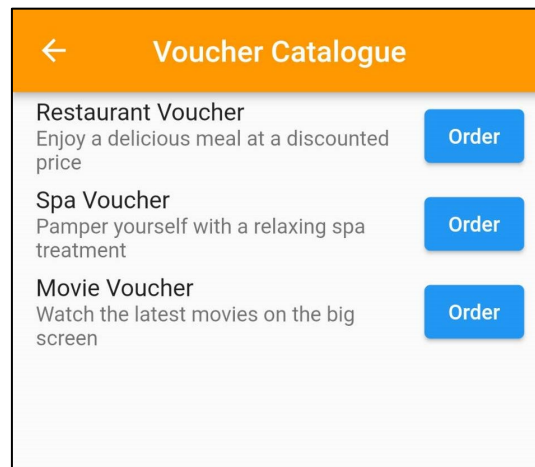 Voucher Catalogue
Restaurant Voucher
Enjoy a delicious meal at a discounted
price
Order
Spa Voucher
Pamper yourself with a relaxing spa
treatment
Order
Movie Voucher
Watch the latest movies on the big
screen
Order